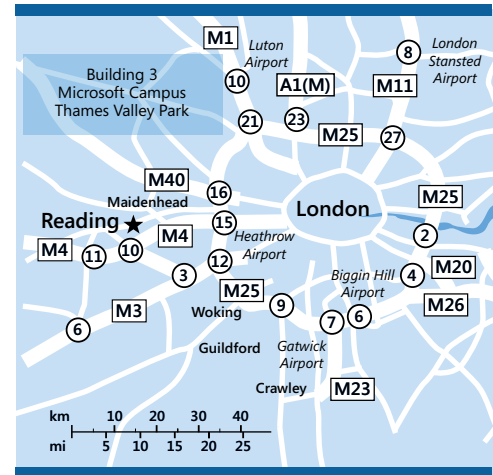 M1
Luton
Airport
8
London
Stansted
Airport
Building 3
Microsoft Campus
Thames Valley Park
10
A1(M)
M11
21
23
M25
27
M40
16
Maidenhead
M25
Reading
15
London
M4
M4
Heathrow
Airport
2
11
10
12
3
Biggin Hill
Airport
4
M20
M25
M26
M3
Woking
9
6
7
6
Guildford
Gatwick
Airport
Crawley
M23
km
10
20
30
40
mi
5
10
15
20
25